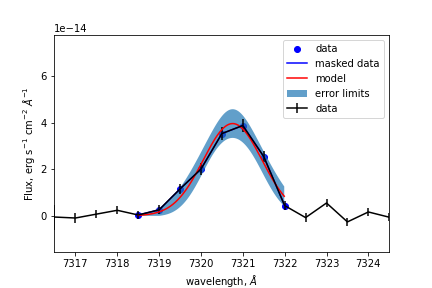 1e−14
data
masked data
model
error limits
data
6
4
2
0
Flux, erg s⁻¹ cm⁻² Å⁻¹
7317 7318 7319 7320 7321 7322 7323 7324
wavelength, Å